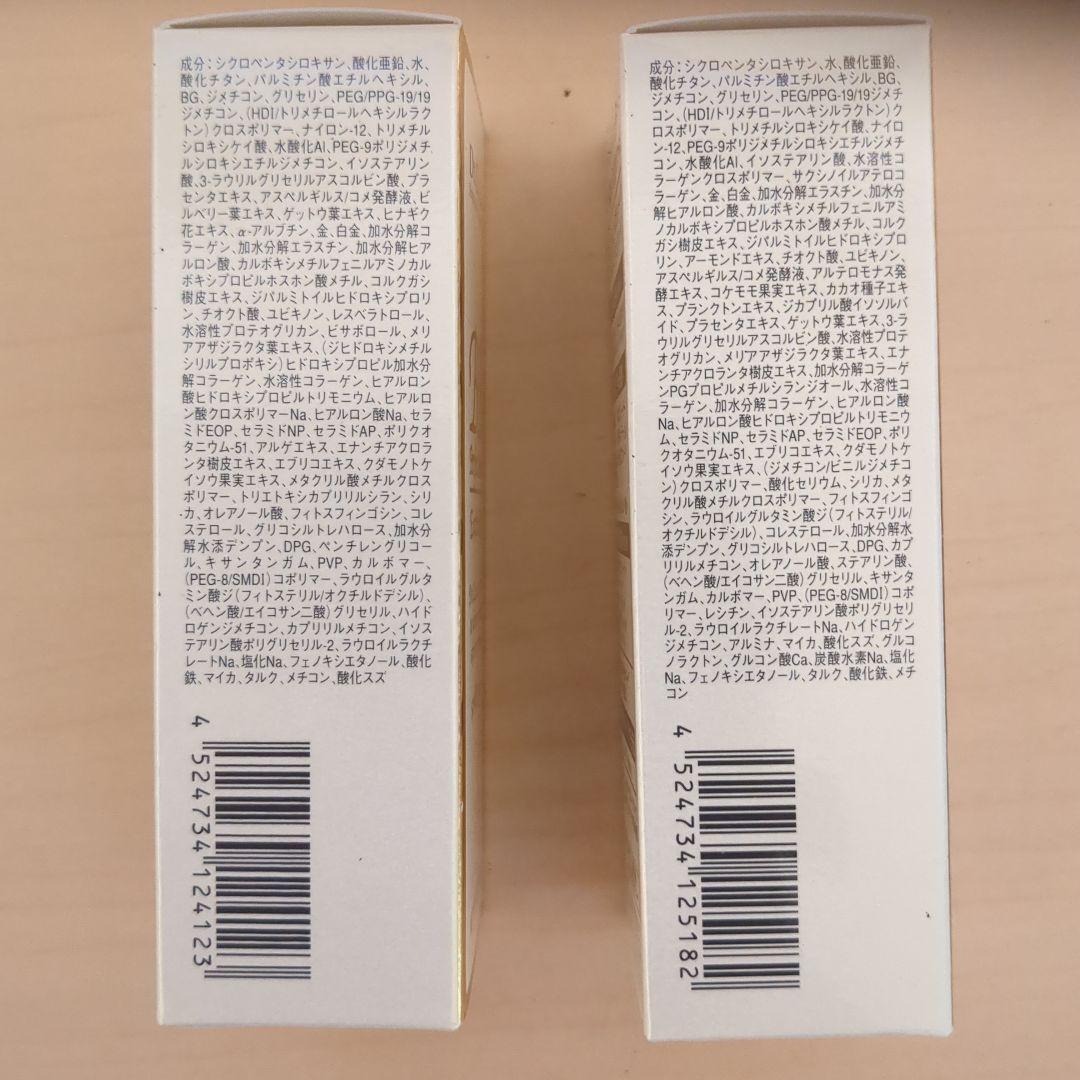 成分：シクロペンタシロキサン、酸化亜鉛、水、
酸化チタン、パルミチン酸エチルヘキシル、
BG、ジメチコン、グリセリン、PEG/PPG-19/19
ジメチコン、(HDI/トリメチロールヘキシルラク
トン)クロスポリマー、ナイロン-12、トリメチル
シロキシケイ酸、水酸化Al、PEG-9ポリジメチ
ルシロキシエチルジメチコン、イソステアリン
酸、3-ラウリルグリセリルアスコルビン酸、プラ
センタエキス、アスペルギルス/コメ発酵液、ビ
ルベリー葉エキス、ゲットウ葉エキス、ヒナギク
花エキス、α-アルブチン、金、白金、加水分解コ
ラーゲン、加水分解エラスチン、加水分解ヒア
ルロン酸、カルボキシメチルフェニルアミノカル
ボキシプロピルホスホン酸メチル、コルクガシ
樹皮エキス、ジパルミトイルヒドロキシプロリ
ン、チオクト酸、ユビキノン、レスベラトロール、
水溶性プロテオグリカン、ビサボロール、メリ
アアザジラクタ葉エキス、(ジヒドロキシメチル
シリルプロポキシ)ヒドロキシプロピル加水分
解コラーゲン、水溶性コラーゲン、ヒアルロン
酸ヒドロキシプロピルトリモニウム、ヒアルロ
ン酸クロスポリマーNa、ヒアルロン酸Na、セラ
ミドEOP、セラミドNP、セラミドAP、ポリクオ
タニウム-51、アルゲエキス、エナンチアクロラ
ンタ樹皮エキス、エブリコエキス、クダモノトケ
イソウ果実エキス、メタクリル酸メチルクロス
ポリマー、トリエトキシカプリリルシラン、シリ
カ、オレアノール酸、フィトスフィンゴシン、コレ
ステロール、グリコシルトレハロース、加水分
解水添デンプン、DPG、ペンチレングリコー
ル、キサンタンガム、PVP、カルボマー、
(PEG-8/SMDI)コポリマー、ラウロイルグルタ
ミン酸ジ(フィトステリル/オクチルドデシル)、
(ベヘン酸/エイコサン二酸)グリセリル、ハイド
ロゲンジメチコン、カプリリルメチコン、イソス
テアリン酸ポリグリセリル-2、ラウロイルラクチ
レートNa、塩化Na、フェノキシエタノール、酸化
鉄、マイカ、タルク、メチコン、酸化スズ
4 524734 124123
成分：シクロペンタシロキサン、水、酸化亜鉛、
酸化チタン、パルミチン酸エチルヘキシル、BG、
ジメチコン、グリセリン、PEG/PPG-19/19ジメチ
コン、(HDI/トリメチロールヘキシルラクトン)ク
ロスポリマー、トリメチルシロキシケイ酸、ナイロ
ン-12、PEG-9ポリジメチルシロキシエチルジメチ
コン、水酸化Al、イソステアリン酸、水溶性コ
ラーゲンクロスポリマー、サクシノイルアテロコ
ラーゲン、金、白金、加水分解エラスチン、加水分
解ヒアルロン酸、カルボキシメチルフェニルアミ
ノカルボキシプロピルホスホン酸メチル、コルク
ガシ樹皮エキス、ジパルミトイルヒドロキシプロ
リン、アーモンドエキス、チオクト酸、ユビキノン、
アスペルギルス/コメ発酵液、アルテロモナス発
酵エキス、コケモモ果実エキス、カカオ種子エキ
ス、プランクトンエキス、ジカプリル酸イソソルバ
イド、プラセンタエキス、ゲットウ葉エキス、3-ラ
ウリルグリセリルアスコルビン酸、水溶性プロテ
オグリカン、メリアアザジラクタ葉エキス、エナ
ンチアクロランタ樹皮エキス、加水分解コラーゲ
ンPGプロピルメチルシランジオール、水溶性コ
ラーゲン、加水分解コラーゲン、ヒアルロン酸
Na、ヒアルロン酸ヒドロキシプロピルトリモニウ
ム、セラミドNP、セラミドAP、セラミドEOP、ポリ
クオタニウム-51、エブリコエキス、クダモノトケ
イソウ果実エキス、(ジメチコン/ビニルジメチコ
ン)クロスポリマー、酸化セリウム、シリカ、メタ
クリル酸メチルクロスポリマー、フィトスフィンゴ
シン、ラウロイルグルタミン酸ジ(フィトステリル/
オクチルドデシル)、コレステロール、加水分解水
添デンプン、グリコシルトレハロース、DPG、カプ
リリルメチコン、オレアノール酸、ステアリン酸、
(ベヘン酸/エイコサン二酸)グリセリル、キサンタ
ンガム、カルボマー、PVP、(PEG-8/SMDI)コポ
リマー、レシチン、イソステアリン酸ポリグリセリ
ル-2、ラウロイルラクチレートNa、ハイドロゲン
ジメチコン、アルミナ、マイカ、酸化スズ、グルコ
ノラクトン、グルコン酸Ca、炭酸水素Na、塩化
Na、フェノキシエタノール、タルク、酸化鉄、メチ
コン
4 524734 125182